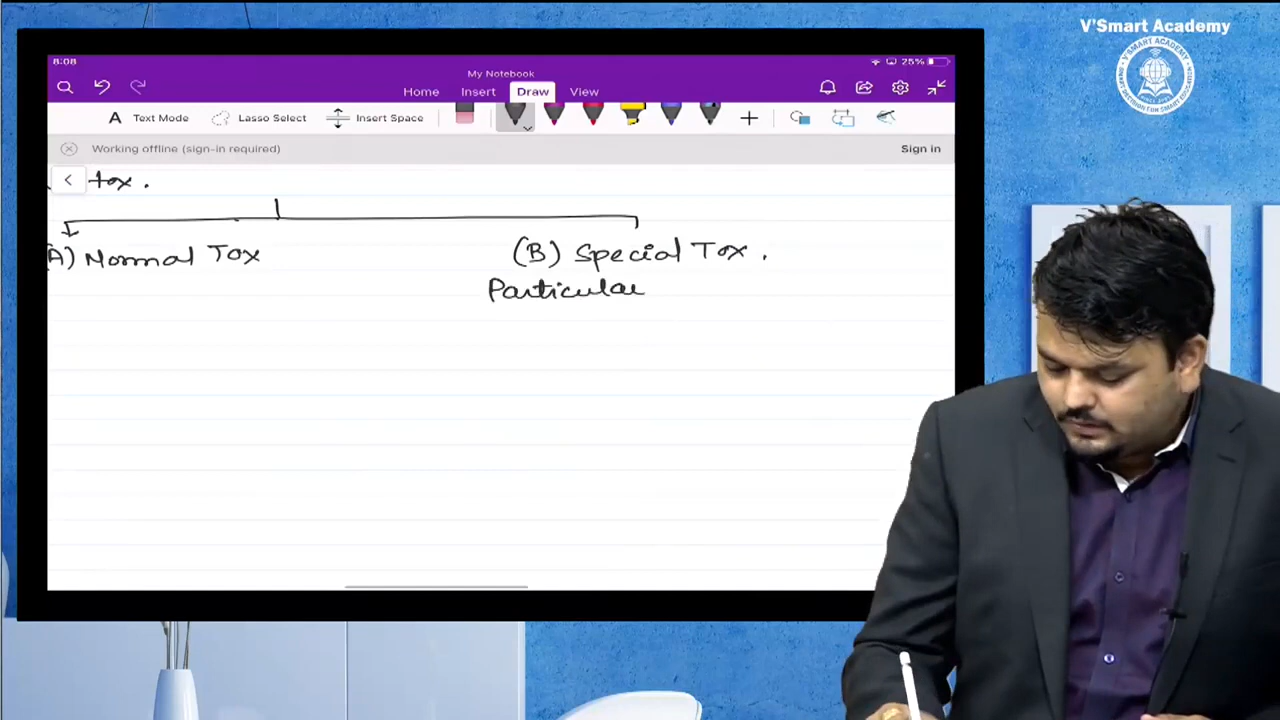 V'Smart Academy
8:08
25%
My Notebook
Home Insert Draw View
A Text Mode Lasso Select Insert Space
Working offline (sign-in required) Sign in
< tax.
(A) Normal Tax (B) Special Tax.
Particular